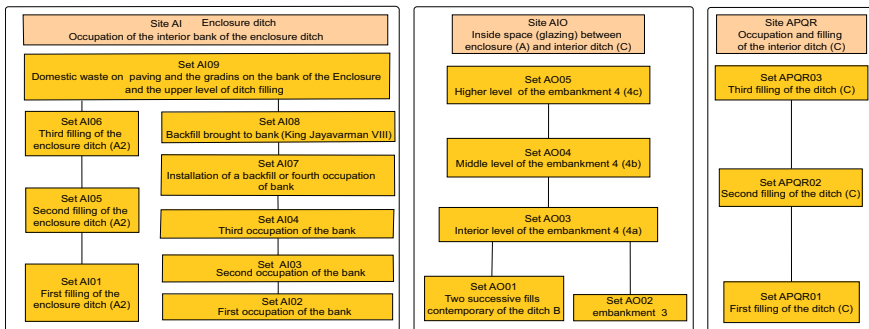 Site AI Enclosure ditch
Occupation of the interior bank of the enclosure ditch
Set AI09
Domestic waste on paving and the gradins on the bank of the Enclosure
and the upper level of ditch filling
Set AI06
Third filling of the
enclosure ditch (A2)
Set AI05
Second filling of the
enclosure ditch (A2)
Set AI01
First filling of the
enclosure ditch (A2)
Set AI08
Backfill brought to bank (King Jayavarman VIII)
Set AI07
Installation of a backfill or fourth occupation
of bank
Set AI04
Third occupation of the bank
Set AI03
Second occupation of the bank
Set AI02
First occupation of the bank
Site AIO
Inside space (glazing) between
enclosure (A) and interior ditch (C)
Set AO05
Higher level of the embankment 4 (4c)
Set AO04
Middle level of the embankment 4 (4b)
Set AO03
Interior level of the embankment 4 (4a)
Set AO01
Two successive fills
contemporary of the ditch B
Set AO02
embankment 3
Site APQR
Occupation and filling
of the interior ditch (C)
Set APQR03
Third filling of the ditch (C)
Set APQR02
Second filling of the ditch (C)
Set APQR01
First filling of the ditch (C)